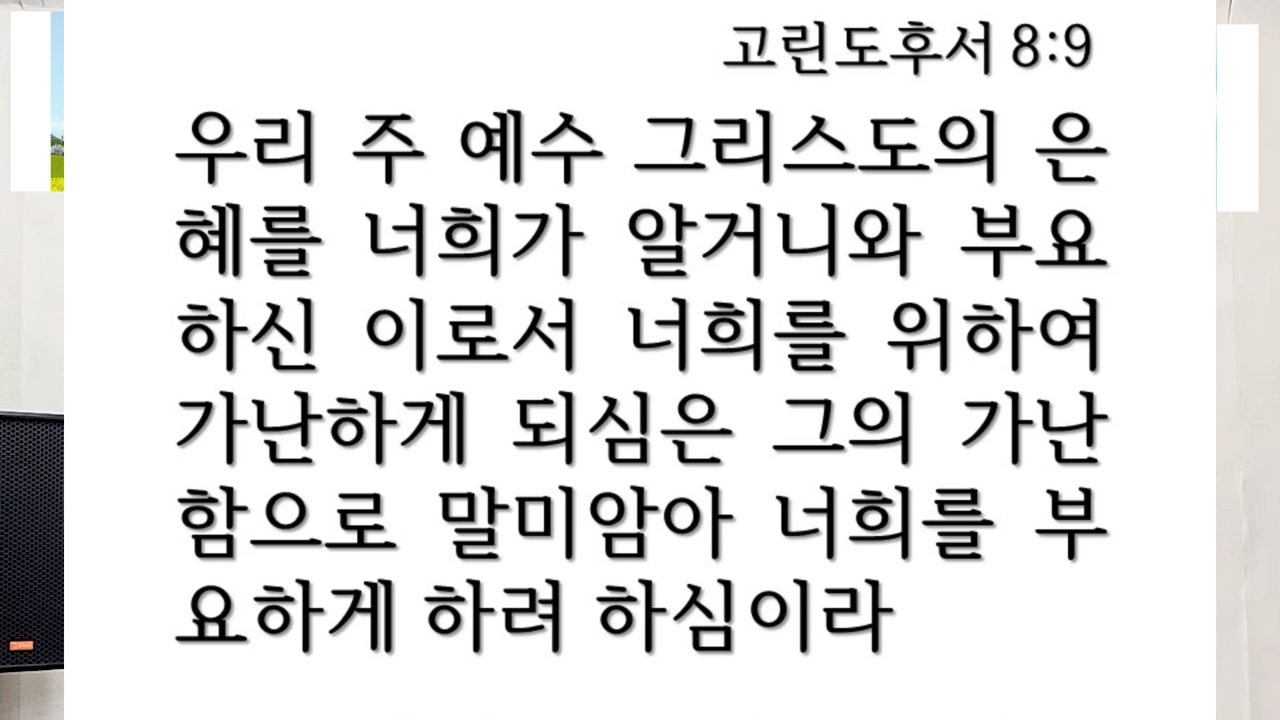 고린도후서 8:9
우리 주 예수 그리스도의 은
혜를 너희가 알거니와 부요
하신 이로서 너희를 위하여
가난하게 되심은 그의 가난
함으로 말미암아 너희를 부
요하게 하려 하심이라